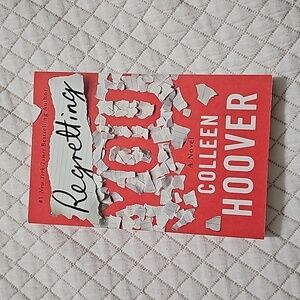 #1 New York Times Bestselling Author
Regretting
YOU
A Novel
COLLEEN
HOOVER